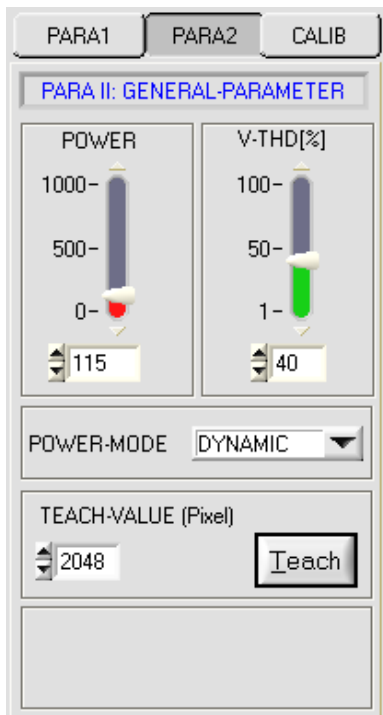 PARA1 PARA2 CALIB
PARA II: GENERAL-PARAMETER
POWER V-THD[%]
1000 100
500 50
0 1
115 40
POWER-MODE DYNAMIC
TEACH-VALUE (Pixel)
2048 Teach